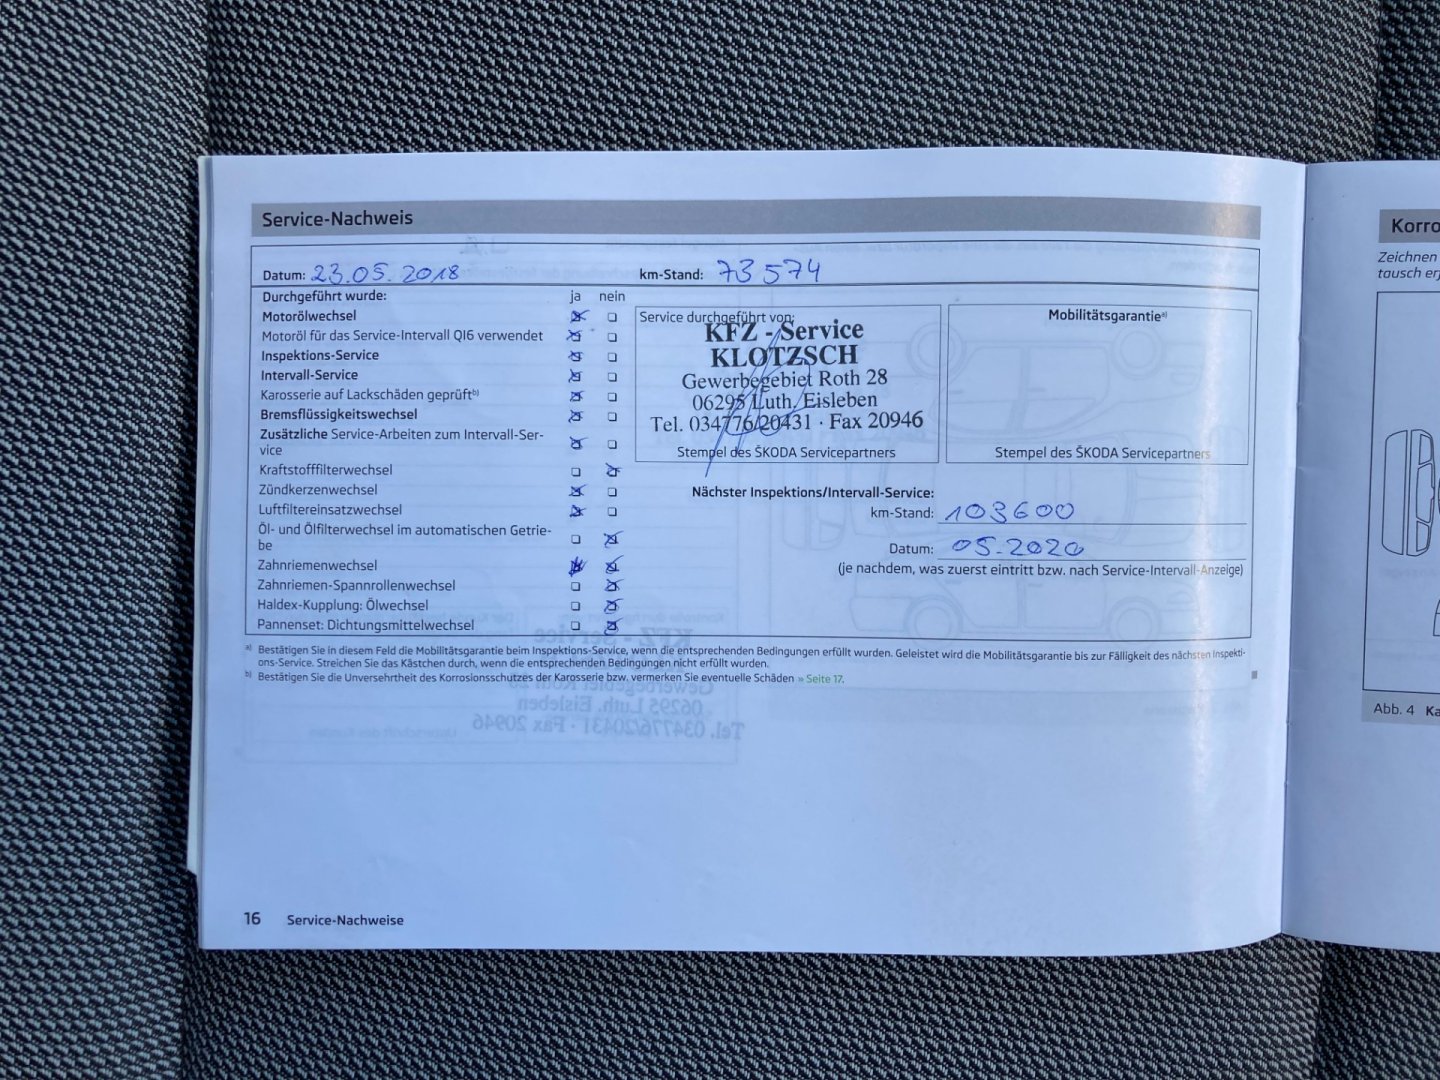 Service-Nachweis
Datum: 23.05.2018 km-Stand: 73574
Durchgeführt wurde: ja nein
Motorölwechsel
Motoröl für das Service-Intervall QI6 verwendet
Inspektions-Service
Intervall-Service
Karosserie auf Lackschäden geprüft b)
Bremsflüssigkeitswechsel
Zusätzliche Service-Arbeiten zum Intervall-Ser-
vice
Kraftstofffilterwechsel
Zündkerzenwechsel
Luftfiltereinsatzwechsel
Öl- und Ölfilterwechsel im automatischen Getrie-
be
Zahnriemenwechsel
Zahnriemen-Spannrollenwechsel
Haldex-Kupplung: Ölwechsel
Pannenset: Dichtungsmittelwechsel
Service durchgeführt von:
KFZ - Service
KLOTZSCH
Gewerbegebiet Roth 28
06295 Luth. Eisleben
Tel. 034776/20431 · Fax 20946
Stempel des ŠKODA Servicepartners
Mobilitätsgarantie a)
Stempel des ŠKODA Servicepartners
Nächster Inspektions/Intervall-Service:
km-Stand: 103600
Datum: 05.2020
(je nachdem, was zuerst eintritt bzw. nach Service-Intervall-Anzeige)
a) Bestätigen Sie in diesem Feld die Mobilitätsgarantie beim Inspektions-Service, wenn die entsprechenden Bedingungen erfüllt wurden. Geleistet wird die Mobilitätsgarantie bis zur Fälligkeit des nächsten Inspekti-
ons-Service. Streichen Sie das Kästchen durch, wenn die entsprechenden Bedingungen nicht erfüllt wurden.
b) Bestätigen Sie die Unversehrtheit des Korrosionsschutzes der Karosserie bzw. vermerken Sie eventuelle Schäden » Seite 17.
16 Service-Nachweise
Korro
Zeichnen
tausch erf
Abb. 4 Ka